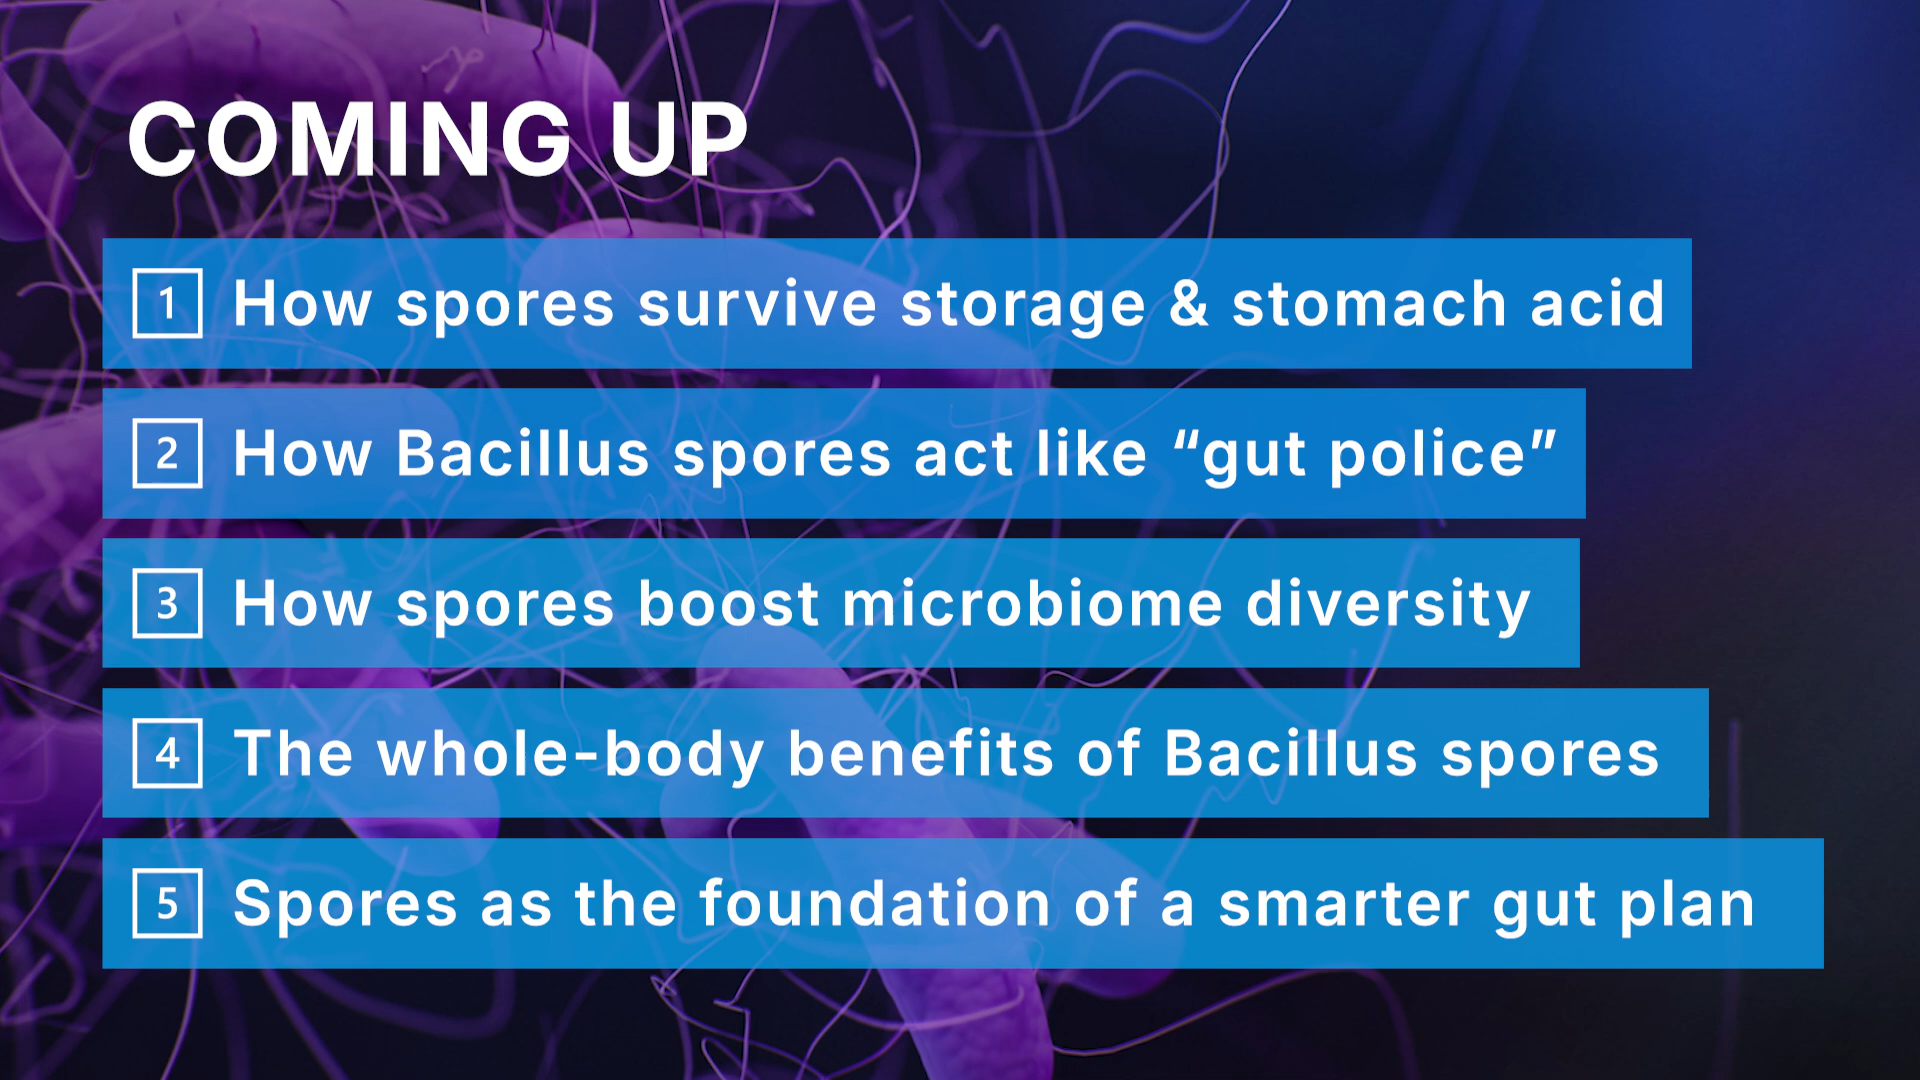 COMING UP
1 How spores survive storage & stomach acid
2 How Bacillus spores act like “gut police”
3 How spores boost microbiome diversity
4 The whole-body benefits of Bacillus spores
5 Spores as the foundation of a smarter gut plan